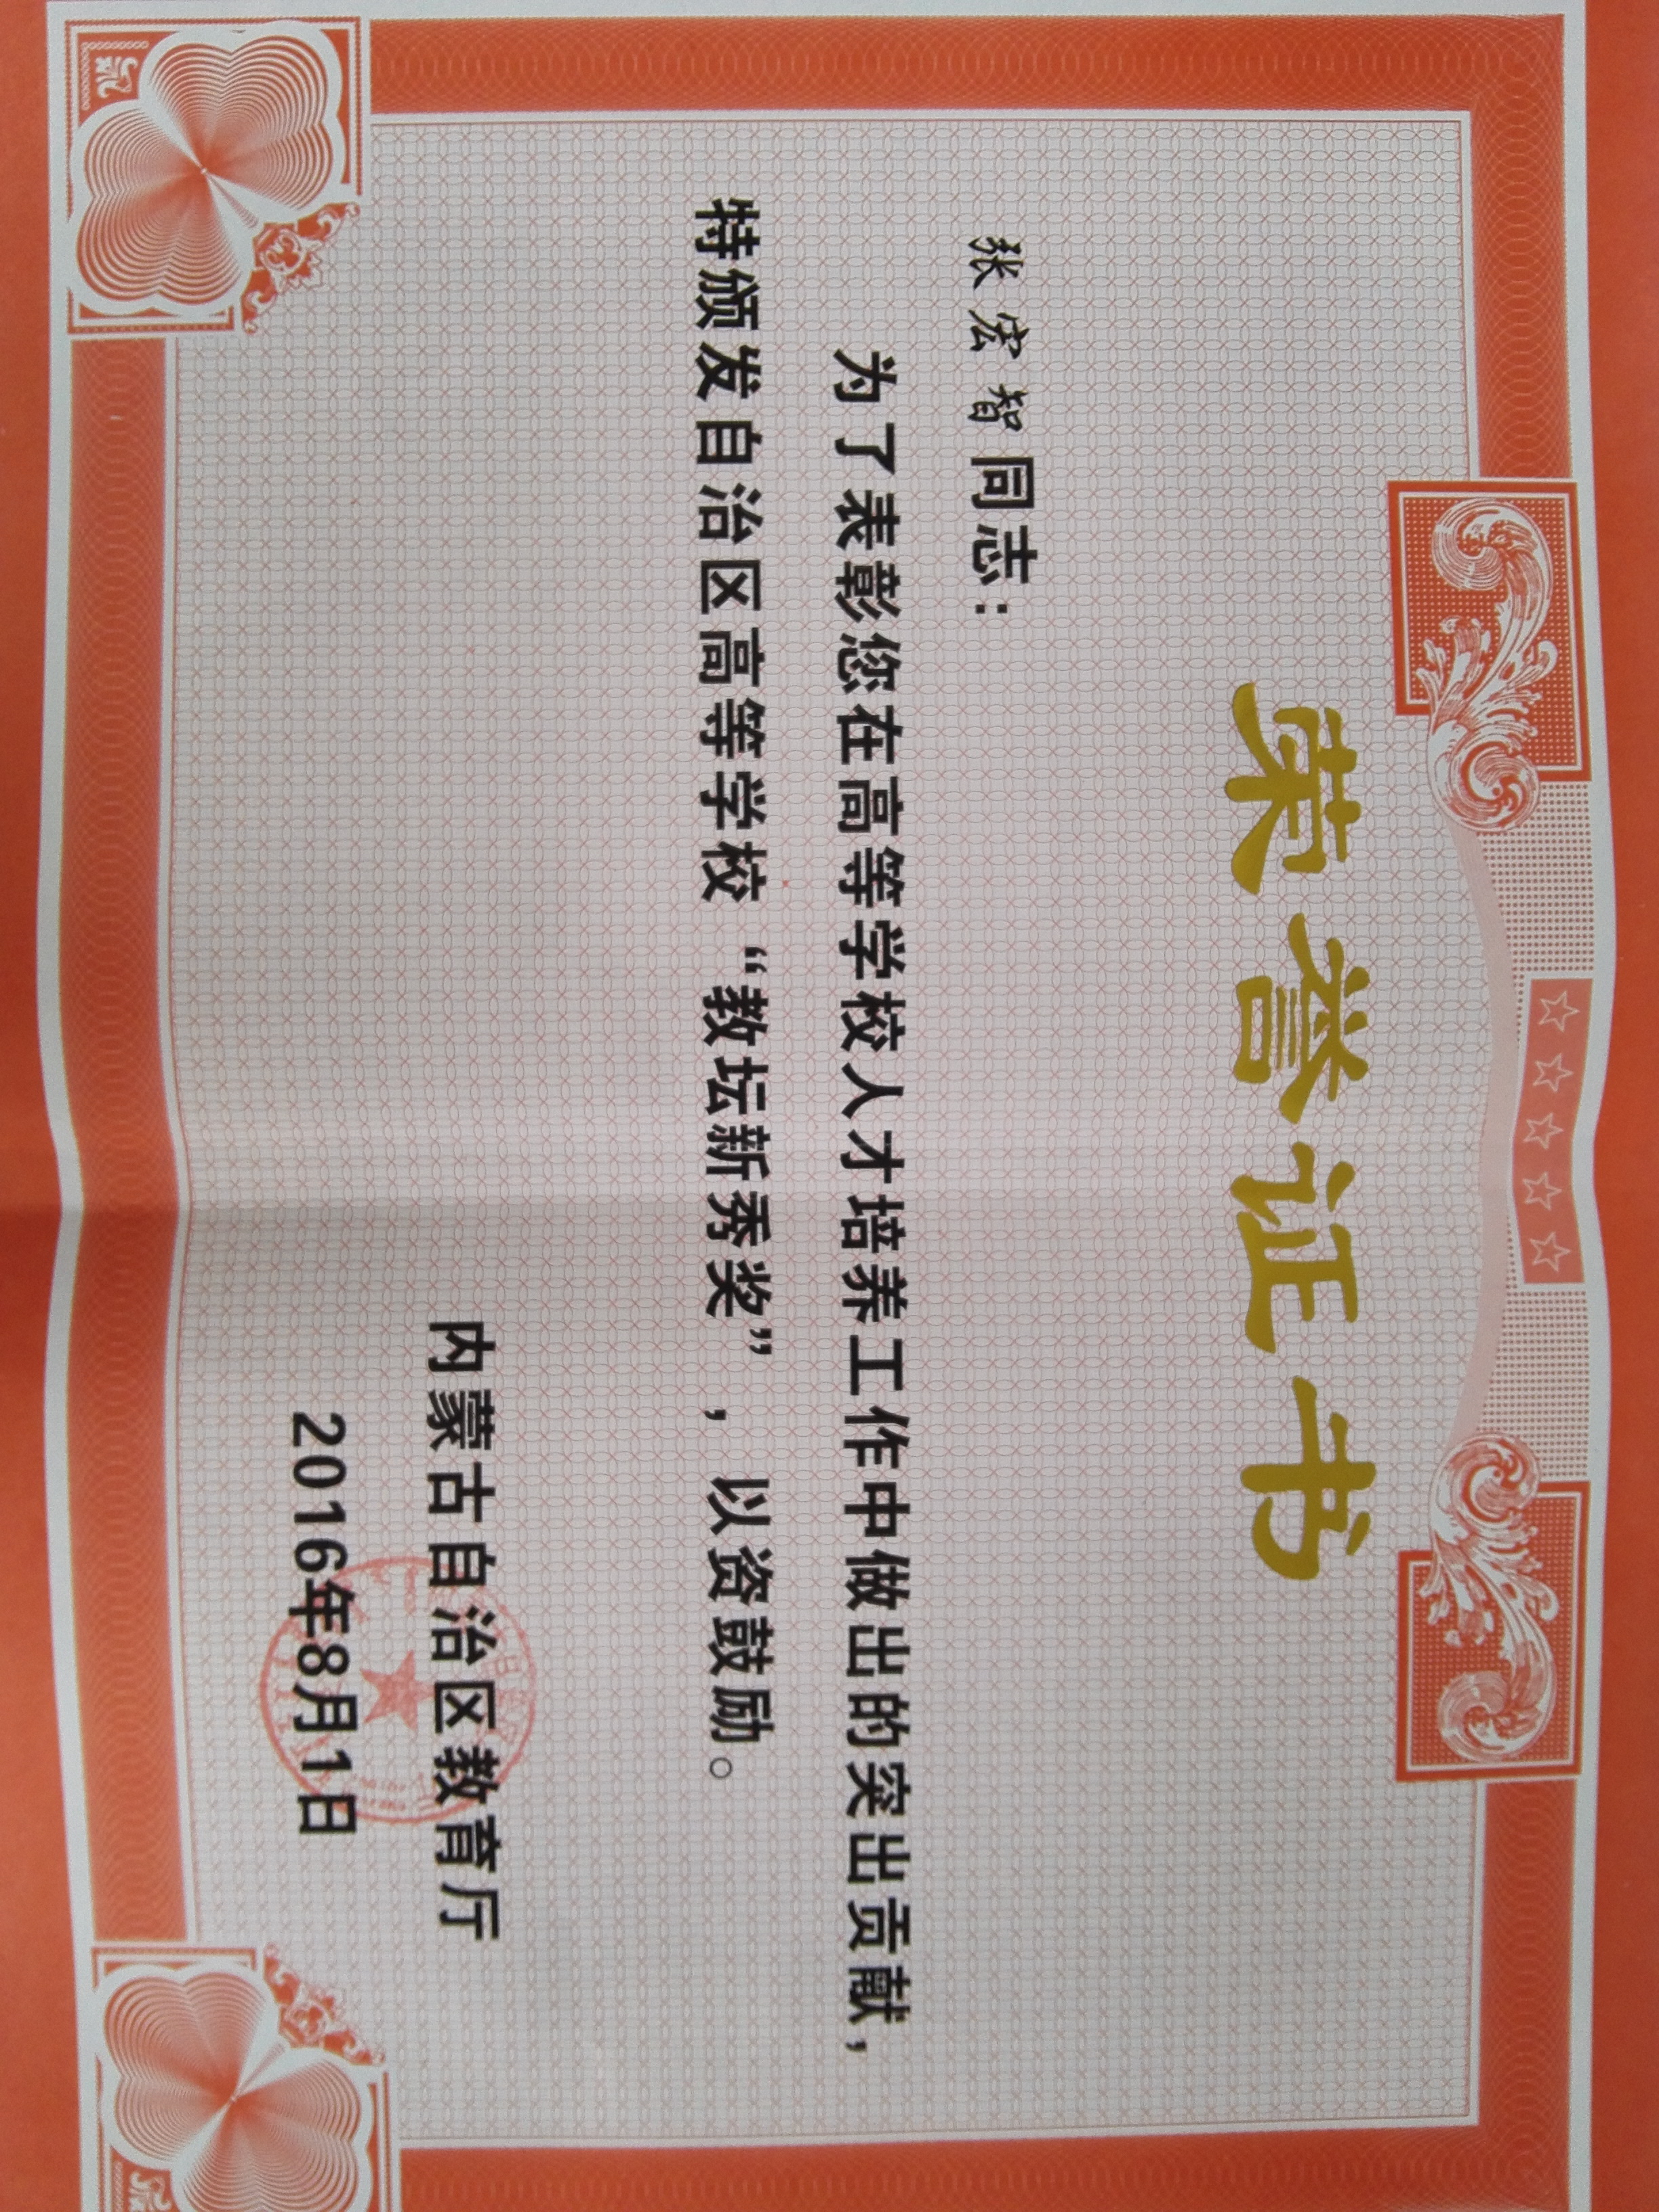 荣誉证书
张宏智同志：
为了表彰您在高等学校人才培养工作中做出的突出贡献，
特颁发自治区高等学校“教坛新秀奖”，以资鼓励。
内蒙古自治区教育厅
2016年8月1日